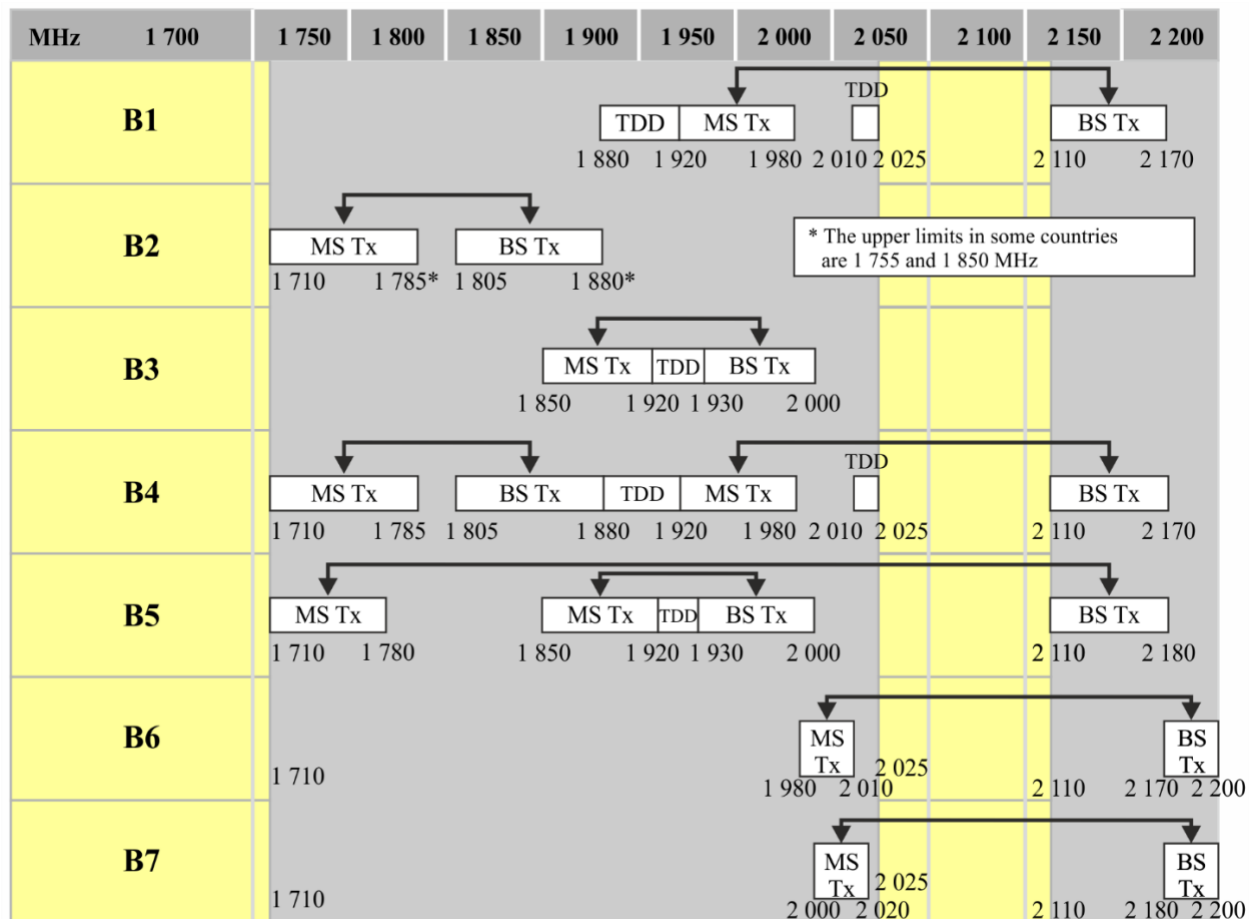 MHz 1 700 1 750 1 800 1 850 1 900 1 950 2 000 2 050 2 100 2 150 2 200
TDD
B1 TDD MS Tx BS Tx
1 880 1 920 1 980 2 010 2 025 2 110 2 170
B2 MS Tx BS Tx
* The upper limits in some countries
are 1 755 and 1 850 MHz
1 710 1 785* 1 805 1 880*
B3 MS Tx TDD BS Tx
1 850 1 920 1 930 2 000
TDD
B4 MS Tx BS Tx TDD MS Tx BS Tx
1 710 1 785 1 805 1 880 1 920 1 980 2 010 2 025 2 110 2 170
B5 MS Tx MS Tx TDD BS Tx BS Tx
1 710 1 780 1 850 1 920 1 930 2 000 2 110 2 180
B6 MS BS
Tx Tx
1 710 2 025
1 980 2 010 2 110 2 170 2 200
B7 MS BS
Tx Tx
1 710 2 025
2 000 2 020 2 110 2 180 2 200